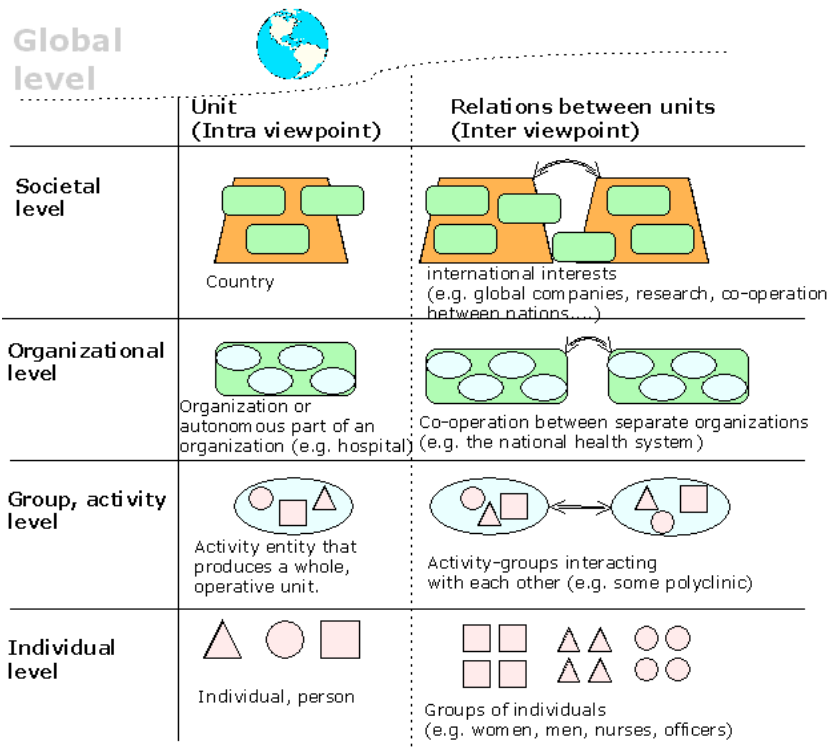 Global
level
Unit
(Intra viewpoint)
Relations between units
(Inter viewpoint)
Societal
level
Country
international interests
(e.g. global companies, research, co-operation
between nations....)
Organizational
level
Organization or
autonomous part of an
organization (e.g. hospital)
Co-operation between separate organizations
(e.g. the national health system)
Group, activity
level
Activity entity that
produces a whole,
operative unit.
Activity-groups interacting
with each other (e.g. some polyclinic)
Individual
level
Individual, person
Groups of individuals
(e.g. women, men, nurses, officers)